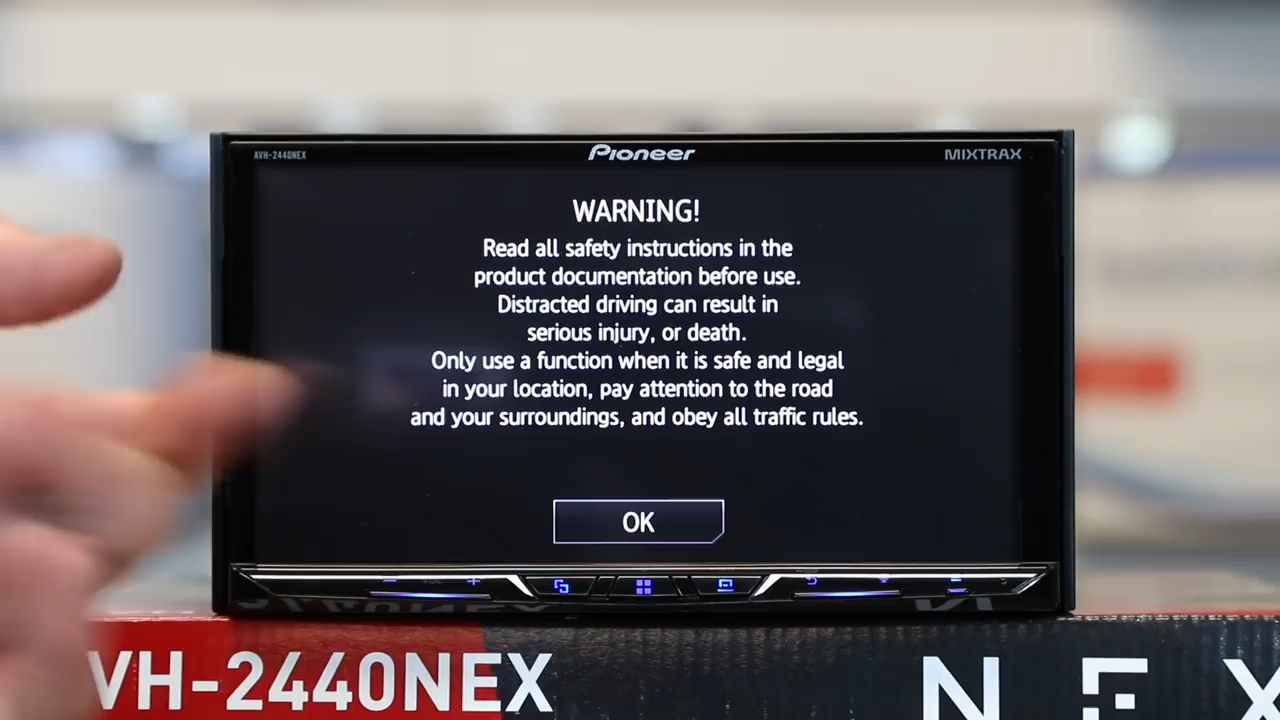 AVH-2440NEX
Pioneer
MIXTRAX
WARNING!
Read all safety instructions in the
product documentation before use.
Distracted driving can result in
serious injury, or death.
Only use a function when it is safe and legal
in your location, pay attention to the road
and your surroundings, and obey all traffic rules.
OK
VH-2440NEX
NEX